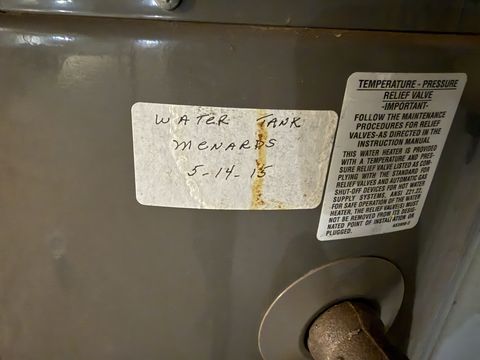 WATER TANK
MENARDS
5-14-15
TEMPERATURE - PRESSURE
RELIEF VALVE
-IMPORTANT-
FOLLOW THE MAINTENANCE
PROCEDURES FOR RELIEF
VALVES-AS DIRECTED IN THE
INSTRUCTION MANUAL
THIS WATER HEATER IS PROVIDED
WITH A TEMPERATURE AND PRES-
SURE RELIEF VALVE LISTED AS COM-
PLYING WITH THE STANDARD FOR
RELIEF VALVES AND AUTOMATIC GAS
SHUT-OFF DEVICES FOR HOT WATER
SUPPLY SYSTEMS, ANSI Z21.22.
FOR SAFE OPERATION OF THE WATER
HEATER, THE RELIEF VALVE(S) MUST
NOT BE REMOVED FROM ITS DESIG-
NATED POINT OF INSTALLATION OR
PLUGGED.